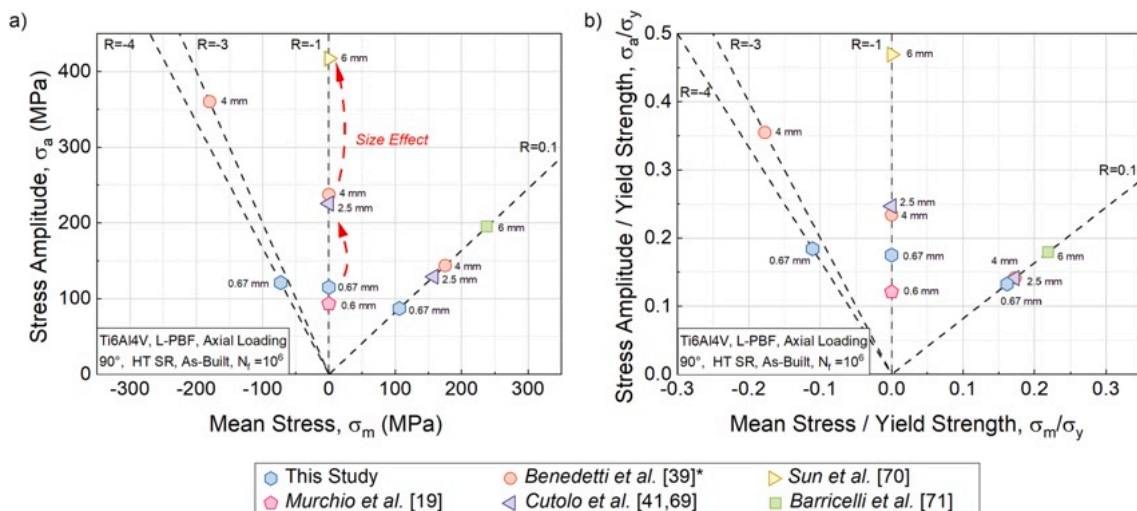 a)
R=-4
R=-3
R=-1
400
300
200
100
0
Stress Amplitude, σa (MPa)
6 mm
4 mm
Size Effect
R=0.1
4 mm
2.5 mm
6 mm
4 mm
2.5 mm
0.67 mm
0.67 mm
0.6 mm
0.67 mm
Ti6Al4V, L-PBF, Axial Loading
90°, HT SR, As-Built, Nf =10⁶
-300 -200 -100 0 100 200 300
Mean Stress, σm (MPa)
b)
R=-3
R=-4
R=-1
0.5
0.4
0.3
0.2
0.1
0.0
Stress Amplitude / Yield Strength, σa/σy
6 mm
4 mm
2.5 mm
4 mm
R=0.1
0.67 mm
0.67 mm
0.6 mm
4 mm
6 mm
2.5 mm
0.67 mm
Ti6Al4V, L-PBF, Axial Loading
90°, HT SR, As-Built, Nf =10⁶
-0.3 -0.2 -0.1 0.0 0.1 0.2 0.3
Mean Stress / Yield Strength, σm/σy
This Study
Benedetti et al. [39]*
Sun et al. [70]
Murchio et al. [19]
Cutolo et al. [41,69]
Barricelli et al. [71]